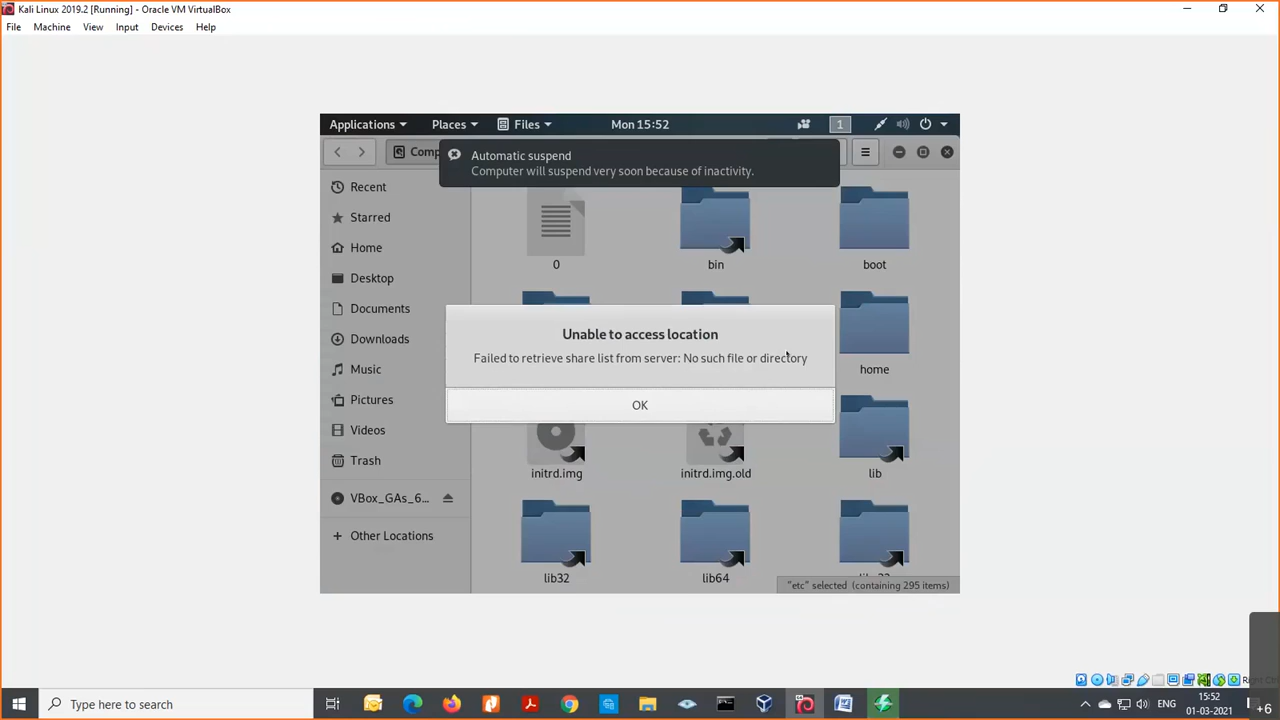 Kali Linux 2019.2 [Running] - Oracle VM VirtualBox
File Machine View Input Devices Help
Applications Places Files Mon 15:52 1
Comp
Automatic suspend
Computer will suspend very soon because of inactivity.
Recent
Starred
Home
Desktop
Documents
Downloads
Music
Pictures
Videos
Trash
VBox_GAs_6...
Other Locations
0 bin boot
Unable to access location
Failed to retrieve share list from server: No such file or directory
OK
home
initrd.img initrd.img.old lib
lib32 lib64
"etc" selected (containing 295 items)
Right Ctrl
Type here to search
ENG
15:52
01-03-2021
+6